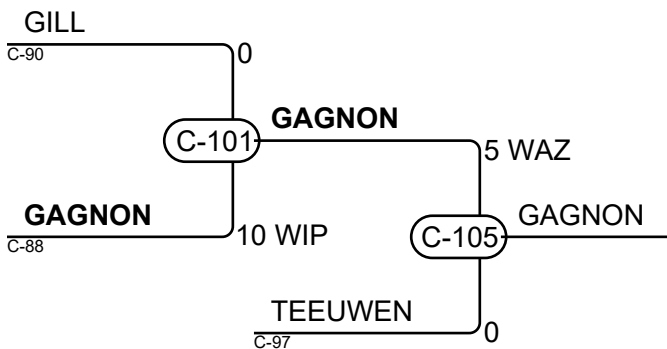 GILL
C-90
0
C-101
GAGNON
5 WAZ
GAGNON
C-88
10 WIP
C-105
GAGNON
TEEUWEN
C-97
0